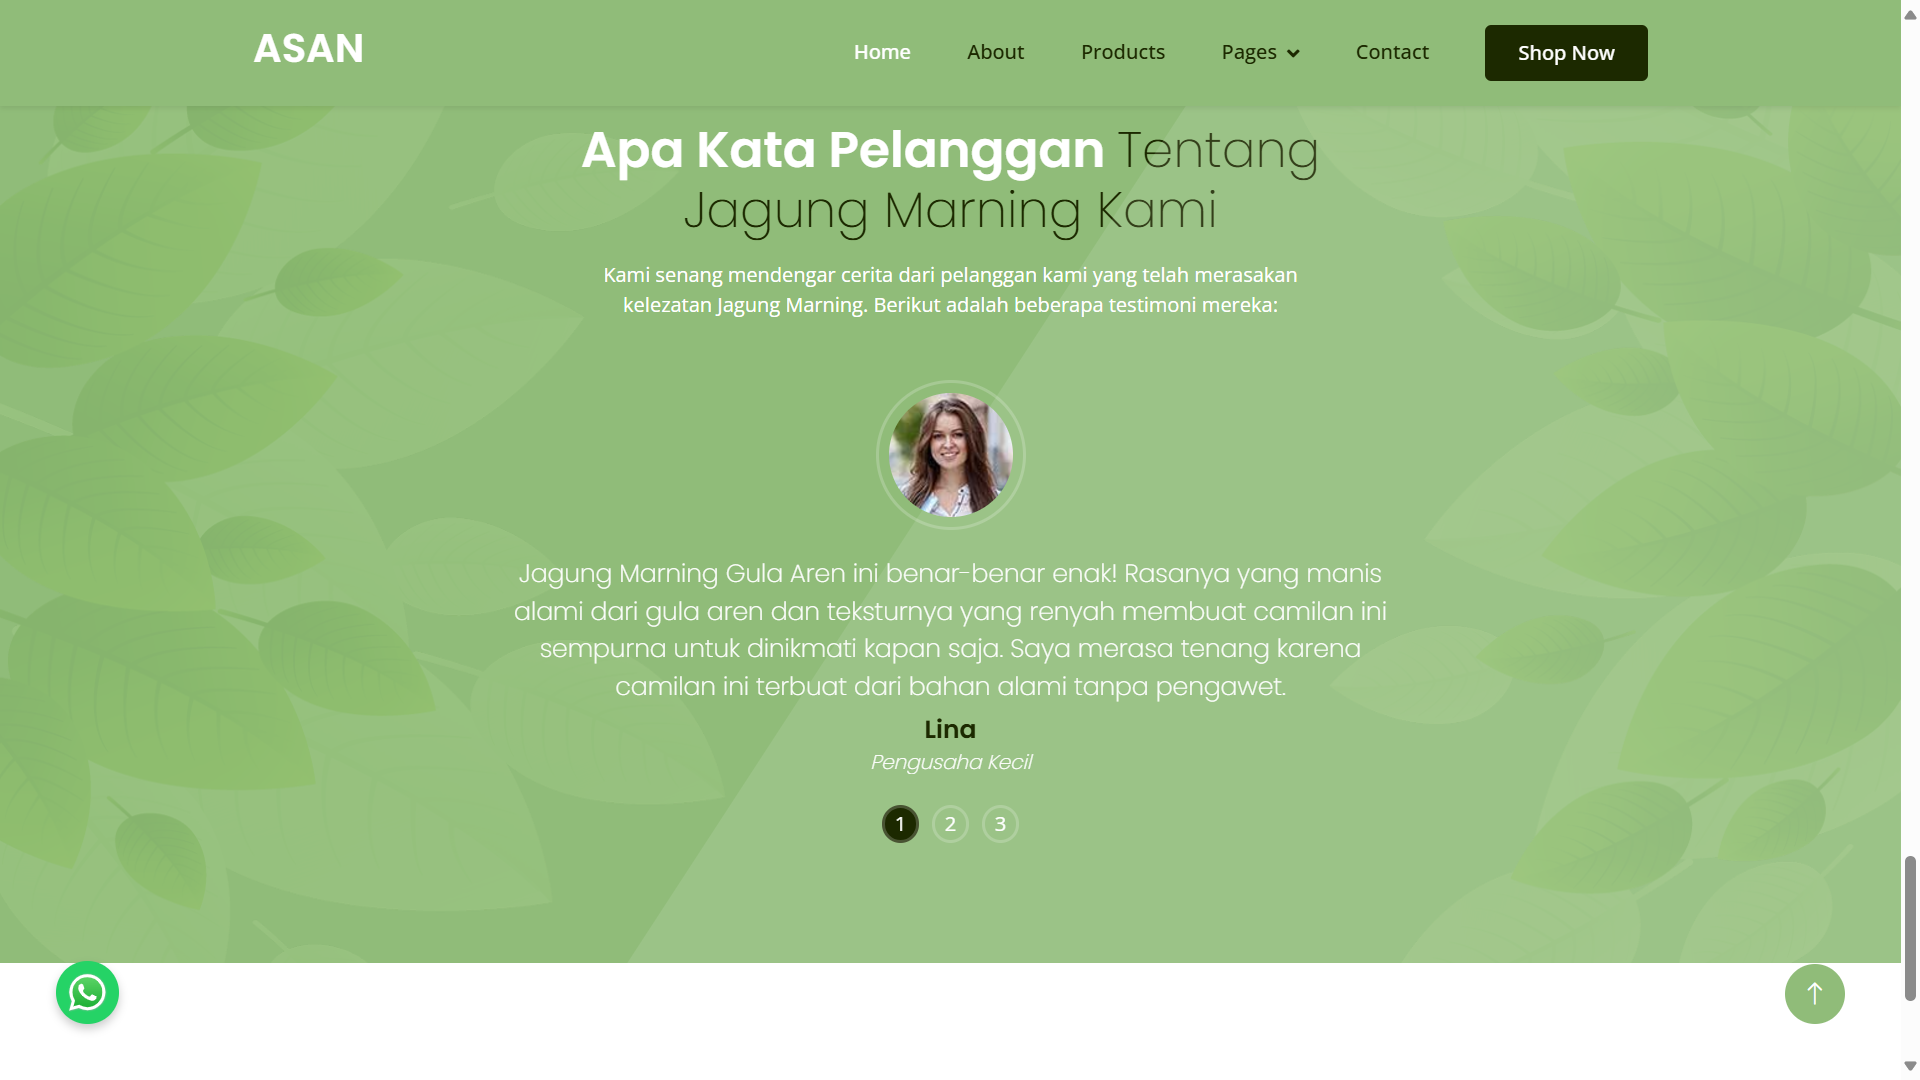 ASAN
Home
About
Products
Pages
Contact
Shop Now
Apa Kata Pelanggan Tentang
Jagung Marning Kami
Kami senang mendengar cerita dari pelanggan kami yang telah merasakan
kelezatan Jagung Marning. Berikut adalah beberapa testimoni mereka:
Jagung Marning Gula Aren ini benar-benar enak! Rasanya yang manis
alami dari gula aren dan teksturnya yang renyah membuat camilan ini
sempurna untuk dinikmati kapan saja. Saya merasa tenang karena
camilan ini terbuat dari bahan alami tanpa pengawet.
Lina
Pengusaha Kecil
1 2 3